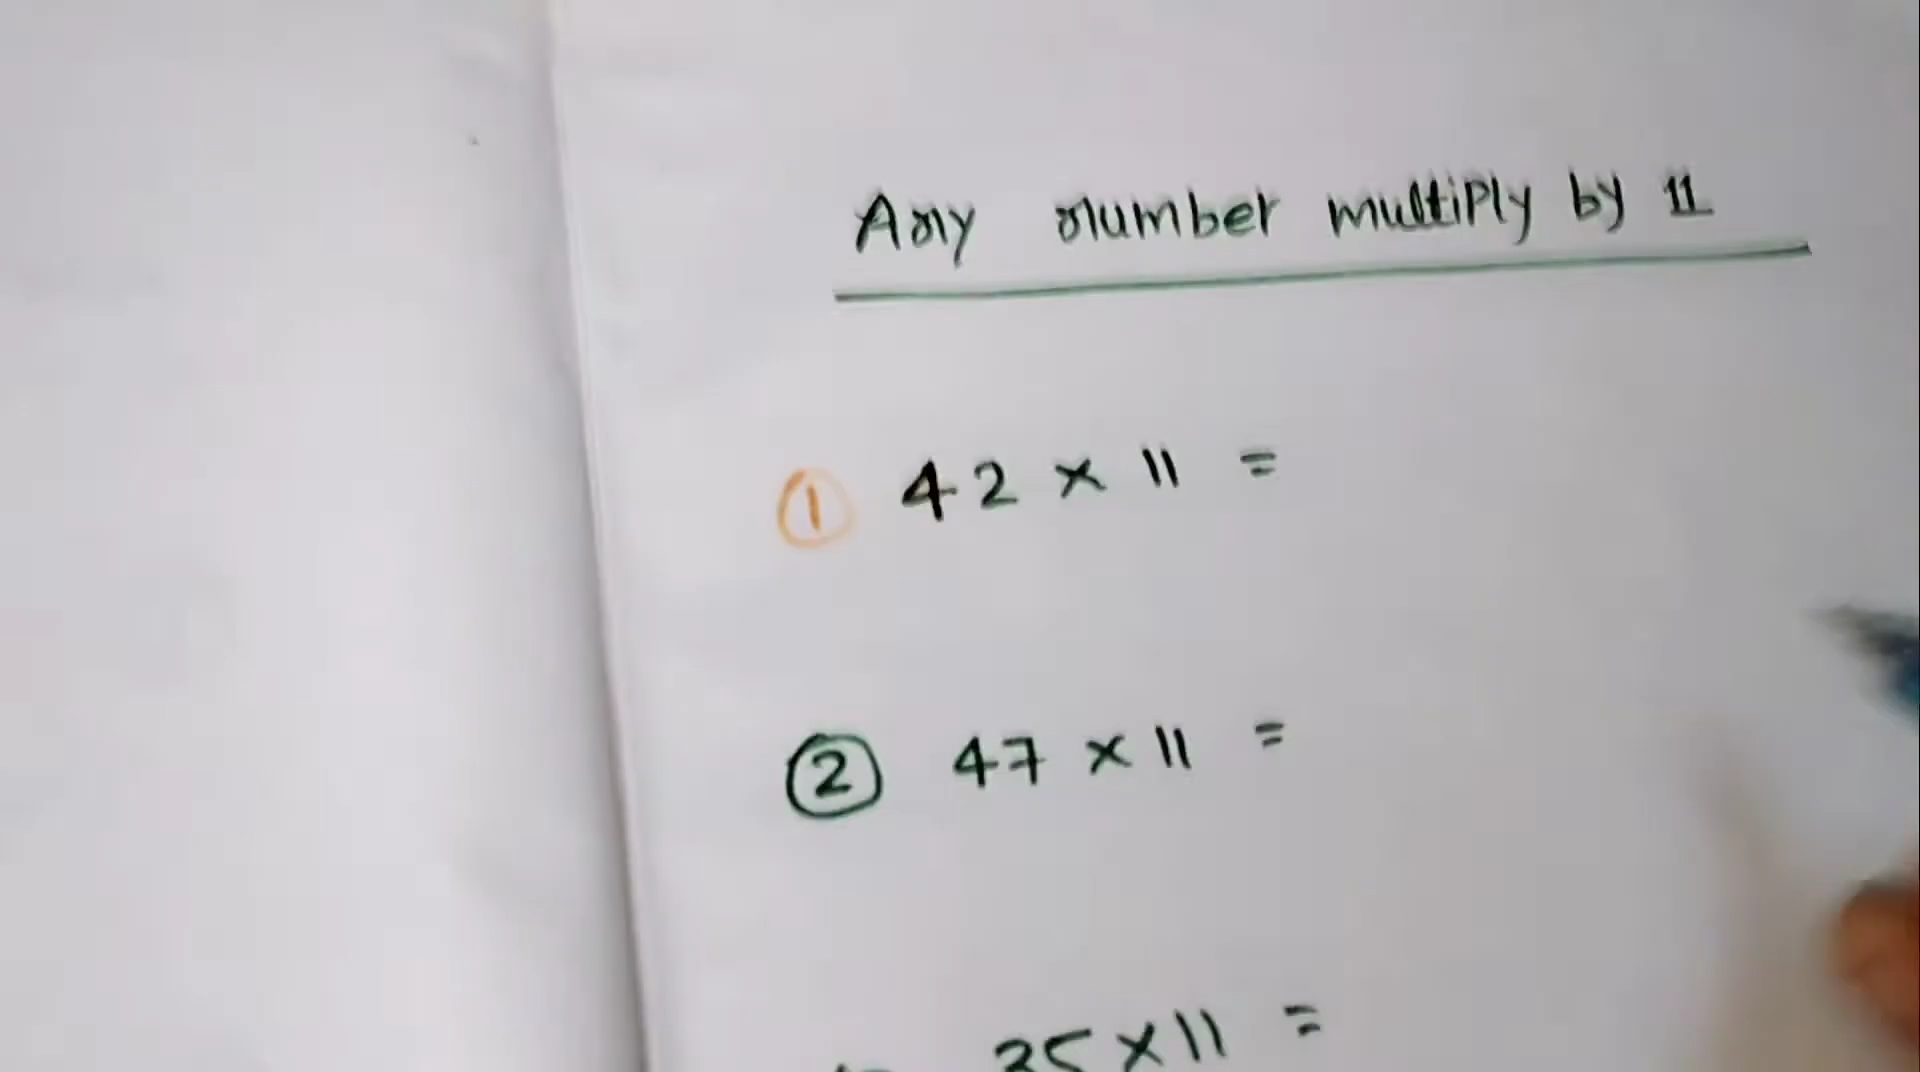 Any number multiply by 11
① 42 × 11 =
② 47 × 11 =
35 × 11 =